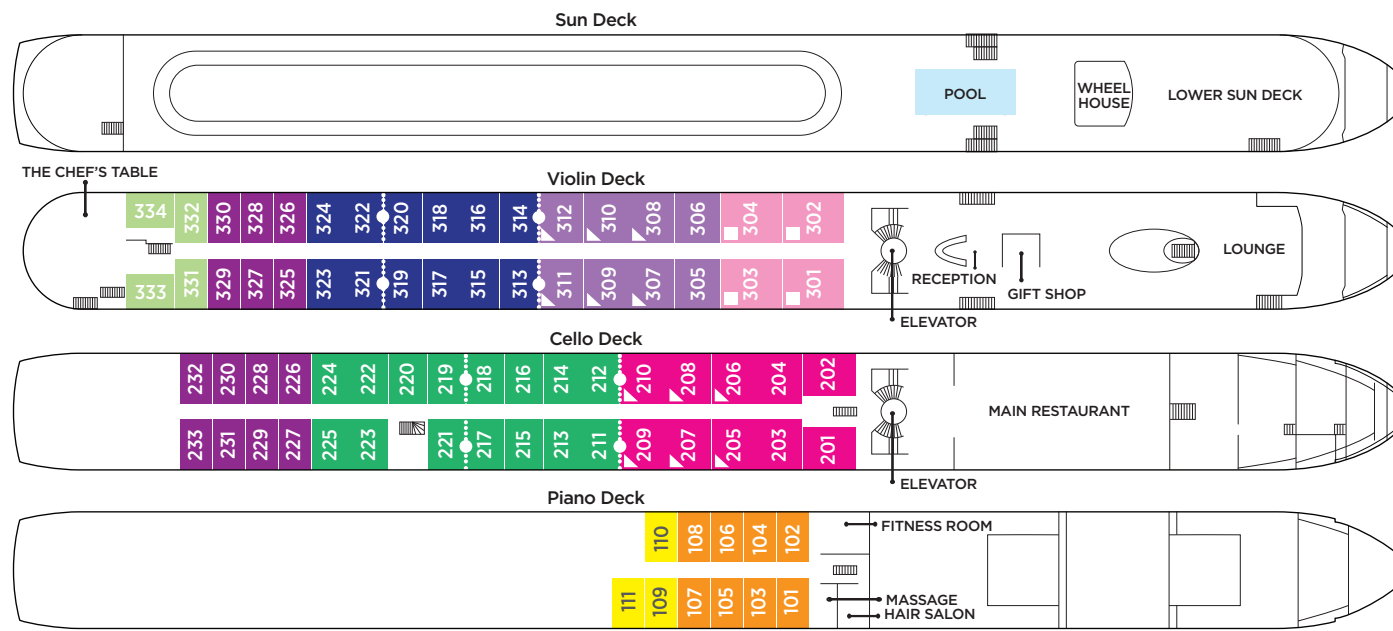 Sun Deck
POOL
WHEEL
HOUSE
LOWER SUN DECK
THE CHEF'S TABLE
Violin Deck
334 332 330 328 326 324 322 320 318 316 314 312 310 308 306 304 302
333 331 329 327 325 323 321 319 317 315 313 311 309 307 305 303 301
RECEPTION
GIFT SHOP
LOUNGE
ELEVATOR
Cello Deck
232 230 228 226 224 222 220 219 218 216 214 212 210 208 206 204 202
233 231 229 227 225 223 221 217 215 213 211 209 207 205 203 201
MAIN RESTAURANT
ELEVATOR
Piano Deck
110 108 106 104 102
111 109 107 105 103 101
FITNESS ROOM
MASSAGE
HAIR SALON